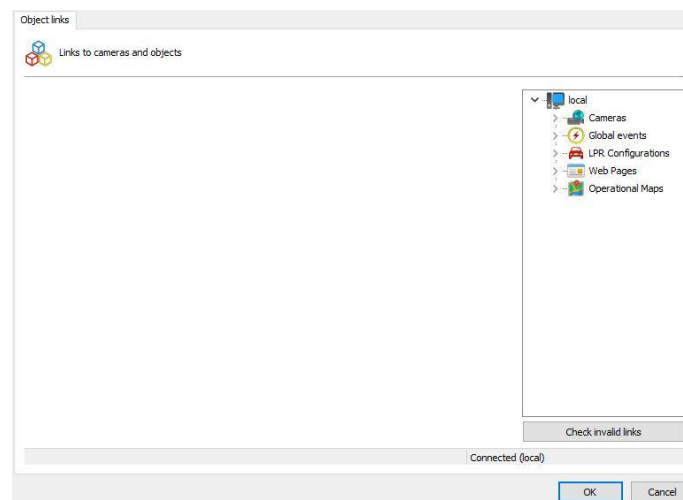 Object links
Links to cameras and objects
local
Cameras
Global events
LPR Configurations
Web Pages
Operational Maps
Check invalid links
Connected (local)
OK
Cancel